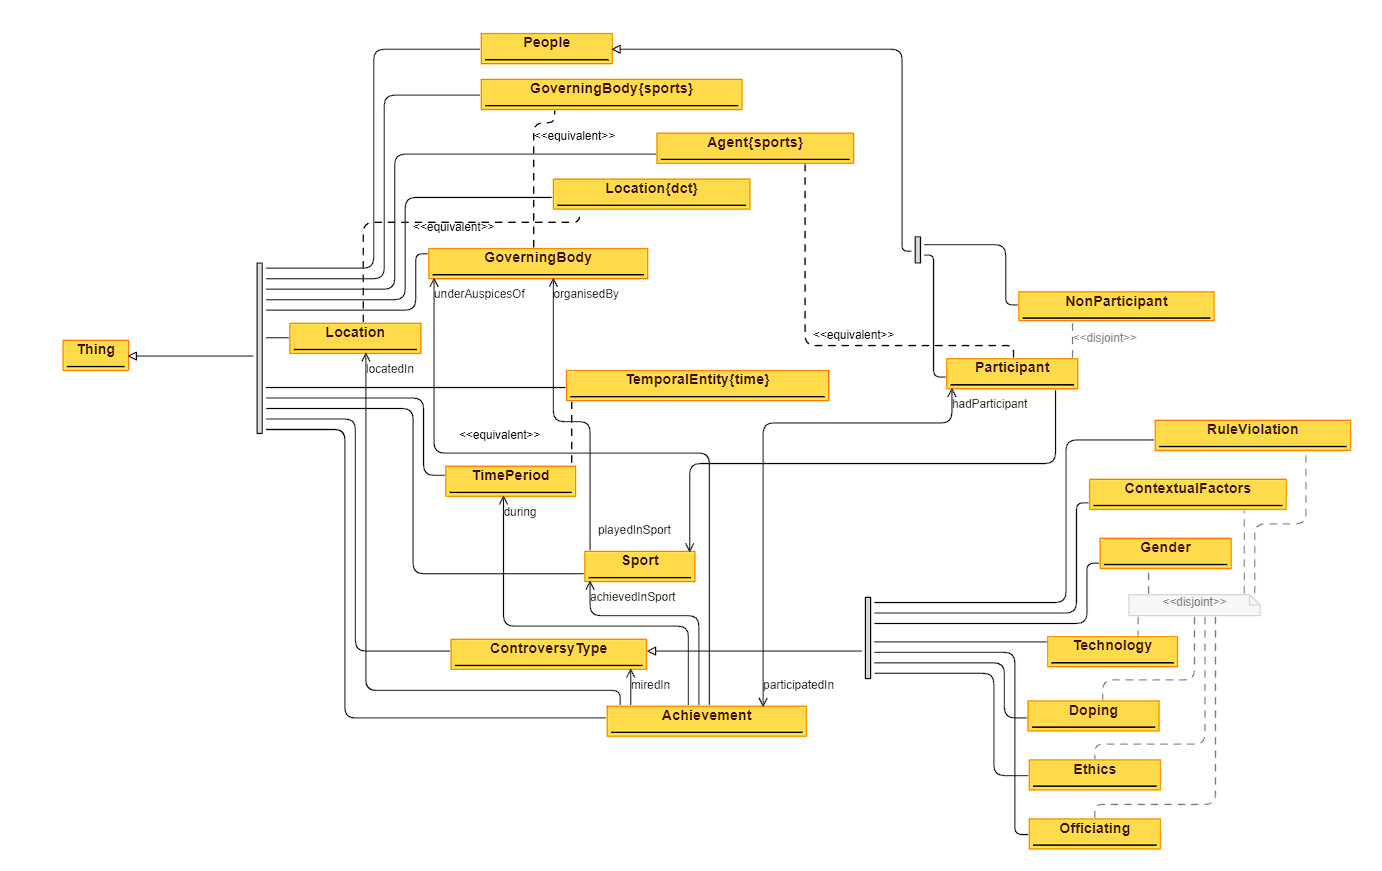 People
GoverningBody{sports}
<<equivalent>>
Agent{sports}
Location{dct}
<<equivalent>>
GoverningBody
underAuspicesOf
organisedBy
NonParticipant
Location
Thing
<<equivalent>>
<<disjoint>>
locatedIn
Participant
TemporalEntity{time}
hadParticipant
RuleViolation
<<equivalent>>
TimePeriod
ContextualFactors
during
playedInSport
Gender
Sport
achievedInSport
<<disjoint>>
ControversyType
Technology
miredIn
participatedIn
Achievement
Doping
Ethics
Officiating